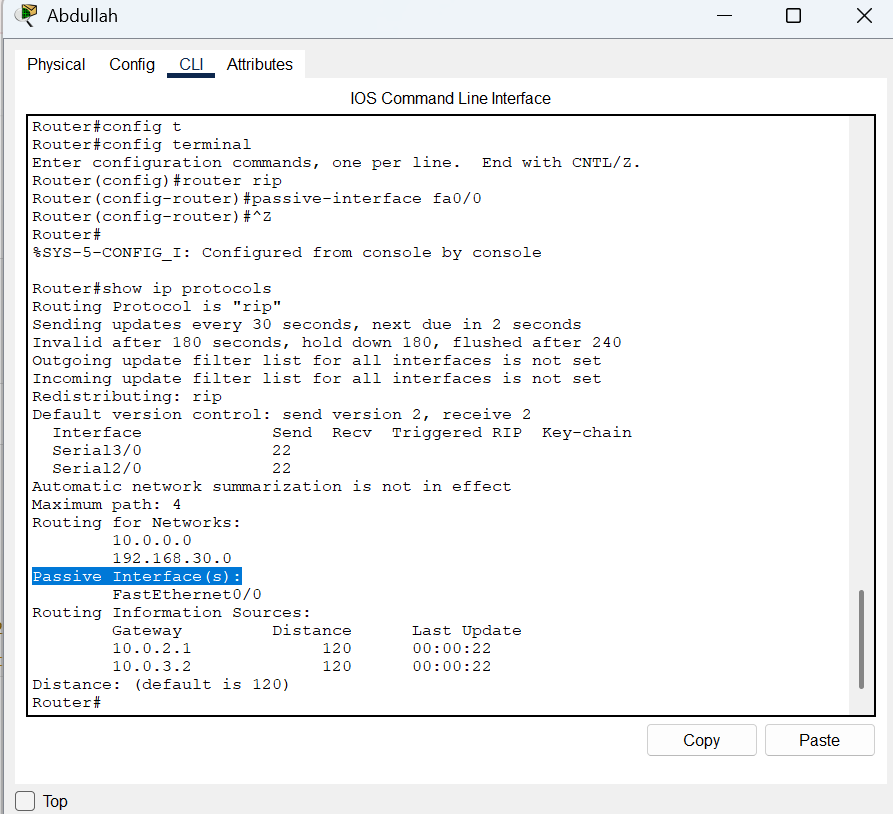 Abdullah
Physical Config CLI Attributes
IOS Command Line Interface
Router#config t
Router#config terminal
Enter configuration commands, one per line.  End with CNTL/Z.
Router(config)#router rip
Router(config-router)#passive-interface fa0/0
Router(config-router)#^Z
Router#
%SYS-5-CONFIG_I: Configured from console by console
Router#show ip protocols
Routing Protocol is "rip"
Sending updates every 30 seconds, next due in 2 seconds
Invalid after 180 seconds, hold down 180, flushed after 240
Outgoing update filter list for all interfaces is not set
Incoming update filter list for all interfaces is not set
Redistributing: rip
Default version control: send version 2, receive 2
  Interface             Send  Recv  Triggered RIP  Key-chain
  Serial3/0             22
  Serial2/0             22
Automatic network summarization is not in effect
Maximum path: 4
Routing for Networks:
        10.0.0.0
        192.168.30.0
Passive Interface(s):
        FastEthernet0/0
Routing Information Sources:
        Gateway         Distance      Last Update
        10.0.2.1             120      00:00:22
        10.0.3.2             120      00:00:22
Distance: (default is 120)
Router#
Copy Paste
Top